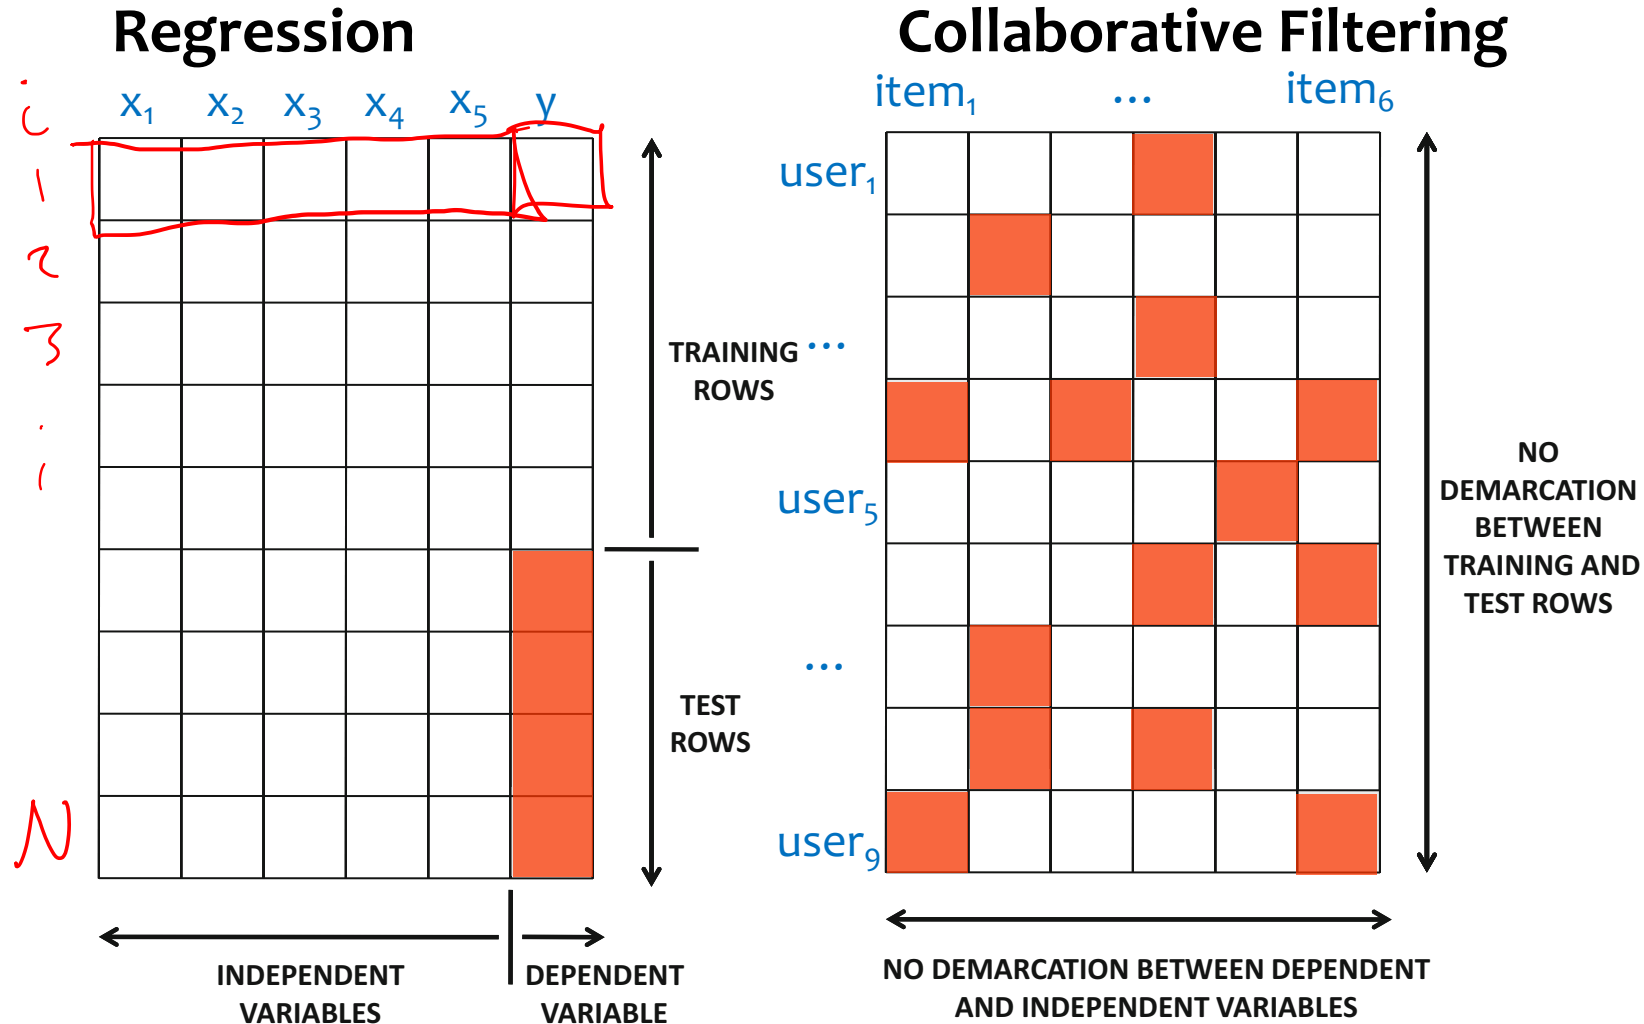 Regression
x₁ x₂ x₃ x₄ x₅ y
i
1
2
3
N
TRAINING
ROWS
TEST
ROWS
INDEPENDENT
VARIABLES
DEPENDENT
VARIABLE
Collaborative Filtering
item₁ ... item₆
user₁
...
user₅
...
user₉
NO
DEMARCATION
BETWEEN
TRAINING AND
TEST ROWS
NO DEMARCATION BETWEEN DEPENDENT
AND INDEPENDENT VARIABLES